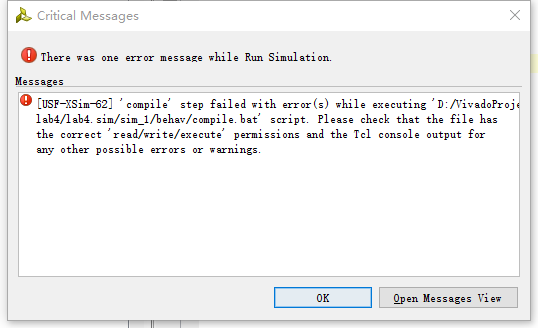 Critical Messages
There was one error message while Run Simulation.
Messages
[USF-XSim-62] 'compile' step failed with error(s) while executing 'D:/VivadoProje
lab4/lab4.sim/sim_1/behav/compile.bat' script. Please check that the file has
the correct 'read/write/execute' permissions and the Tcl console output for
any other possible errors or warnings.
OK
Open Messages View